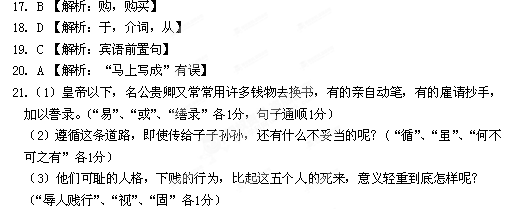 17. B【解析：购，购买】
18. D【解析：于，介词，从】
19. C【解析：宾语前置句】
20. A【解析：“马上写成”有误】
21.（1）皇帝以下，名公贵卿又常常用许多钱物去换书，有的亲自动笔，有的雇请抄手，
加以誊录。（“易”、“或”、“缮录”各1分，句子通顺1分）
（2）遵循这条道路，即使传给子子孙孙，还有什么不妥当的呢？（“循”、“虽”、“何不
可之有”各1分）
（3）他们可耻的人格，下贱的行为，比起这五个人的死来，意义轻重到底怎样呢？
（“辱人贱行”、“视”、“固”各1分）